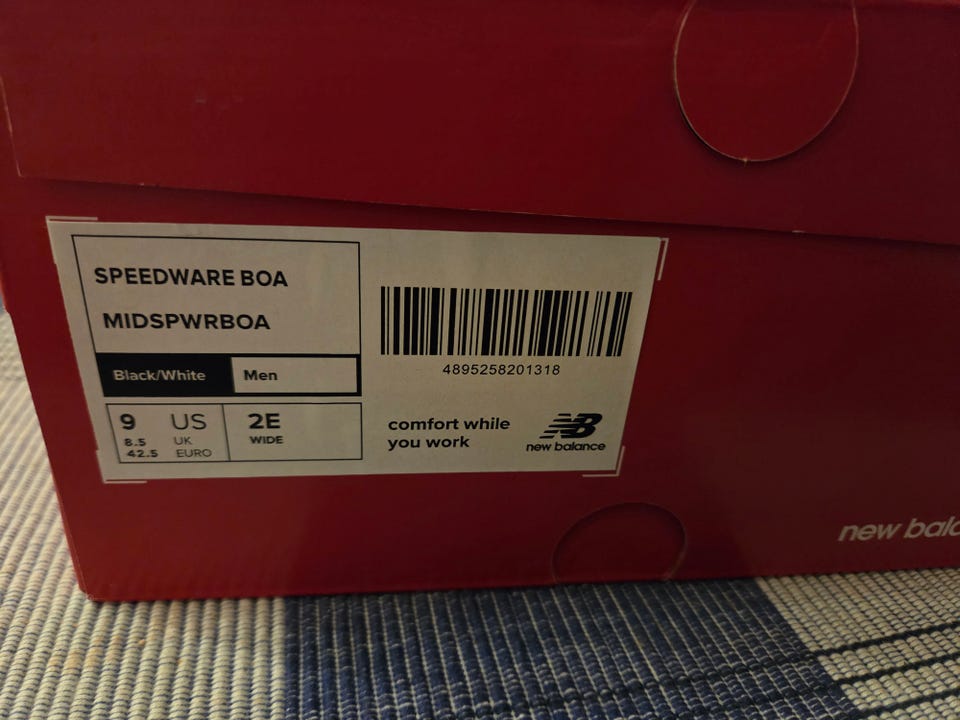 SPEEDWARE BOA
MIDSPWRBOA
Black/White Men
9 US
8.5 UK
42.5 EURO
2E
WIDE
4895258201318
comfort while
you work
NB
new balance
new bala